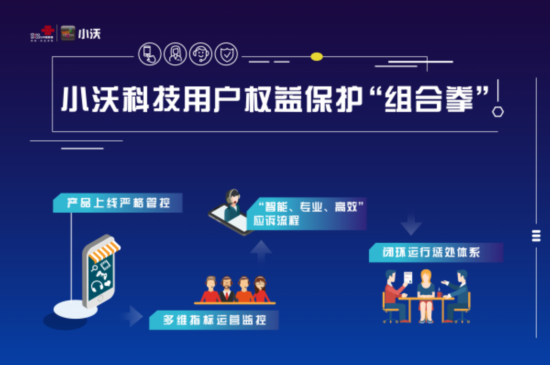 小沃
小沃科技用户权益保护“组合拳”
产品上线严格管控
“智能、专业、高效”
应诉流程
闭环运行惩处体系
多维指标运营监控